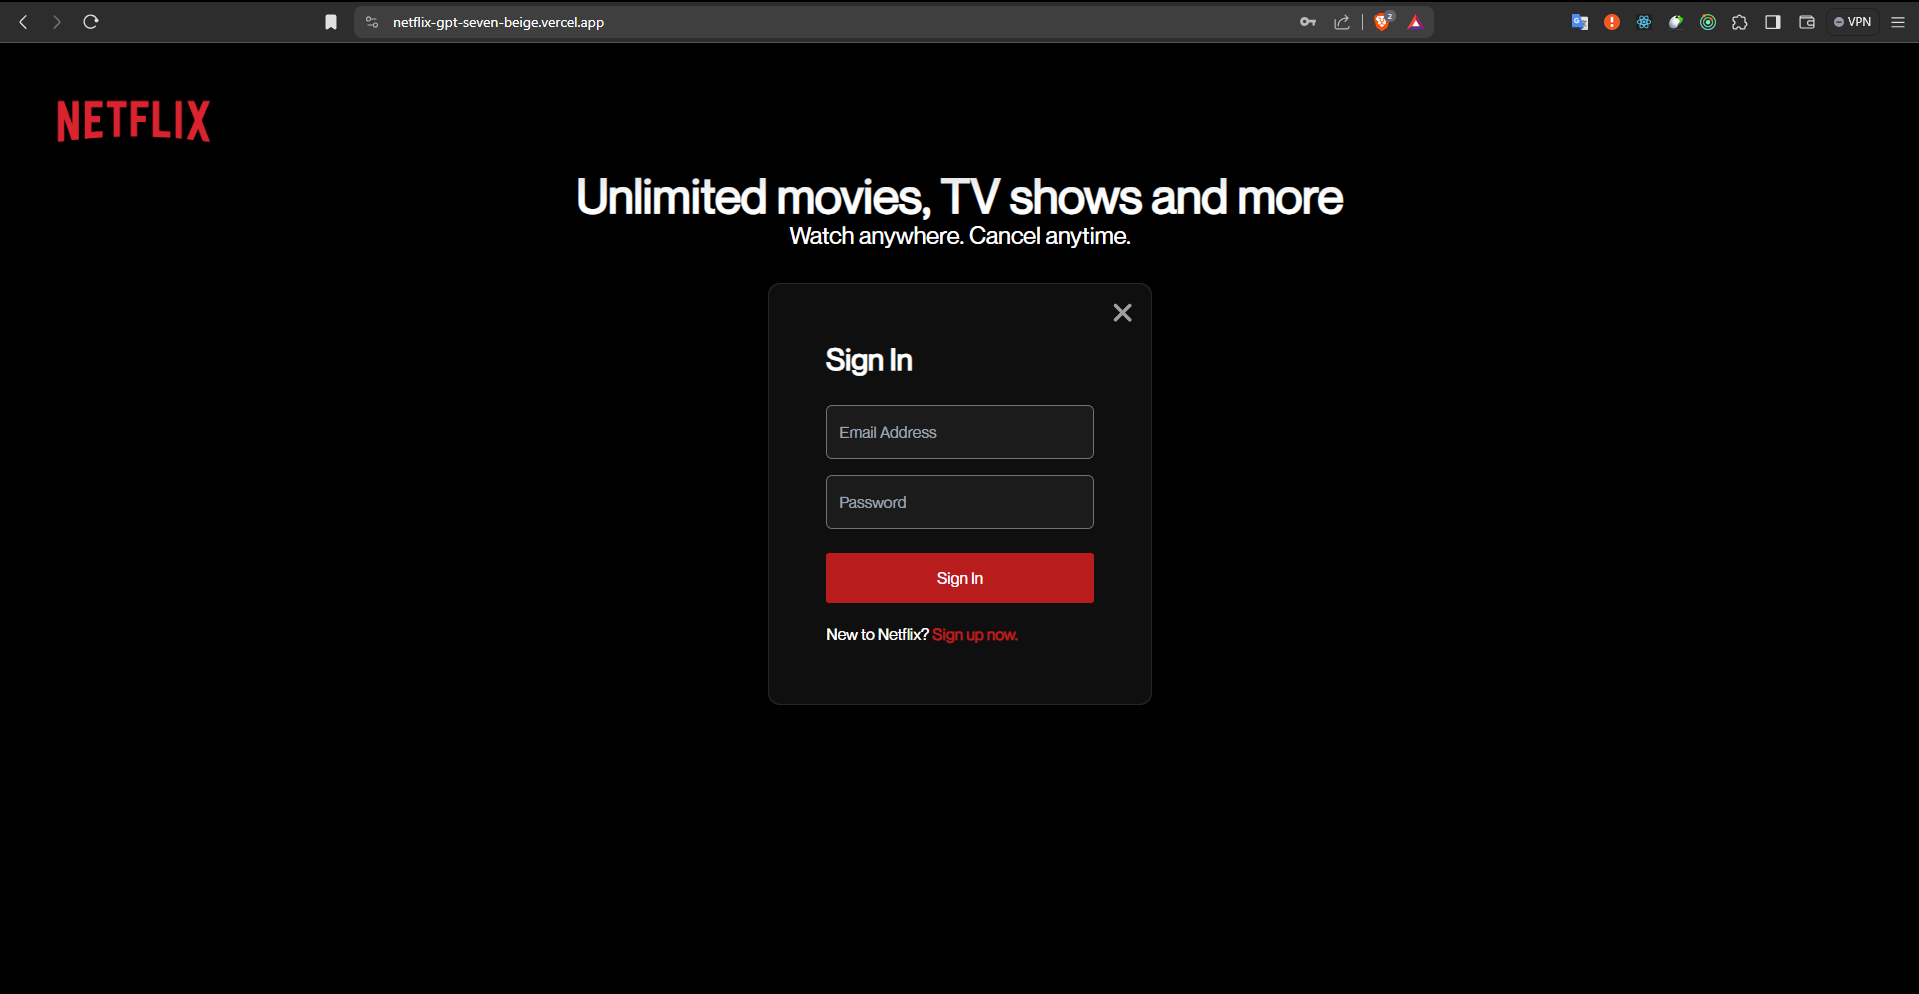 netflix-gpt-seven-beige.vercel.app
2
VPN
NETFLIX
Unlimited movies, TV shows and more
Watch anywhere. Cancel anytime.
Sign In
Email Address
Password
Sign In
New to Netflix? Sign up now.